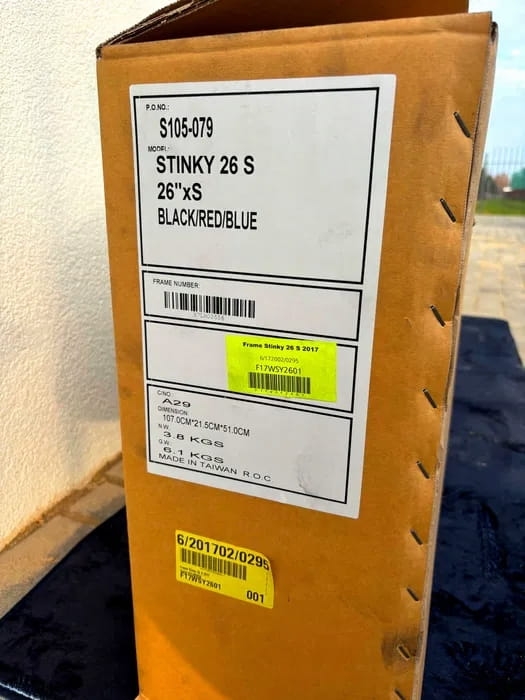 P.O.NO.:
S105-079
MODEL:
STINKY 26 S
26"xS
BLACK/RED/BLUE
FRAME NUMBER:
Frame Stinky 26 S 2017
6/172002/0295
F17WSY2601
C/NO.
A29
DIMENSION
107.0CM*21.5CM*51.0CM
N.W.
3.8 KGS
G.W.:
6.1 KGS
MADE IN TAIWAN R.O.C
6/201702/0295
F17WSY2601
001